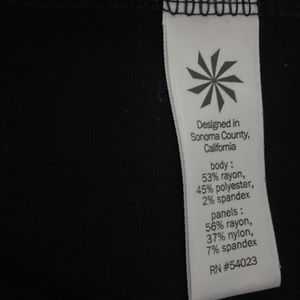 Designed in
Sonoma County,
California
body :
53% rayon,
45% polyester,
2% spandex
panels :
56% rayon,
37% nylon,
7% spandex
RN #54023